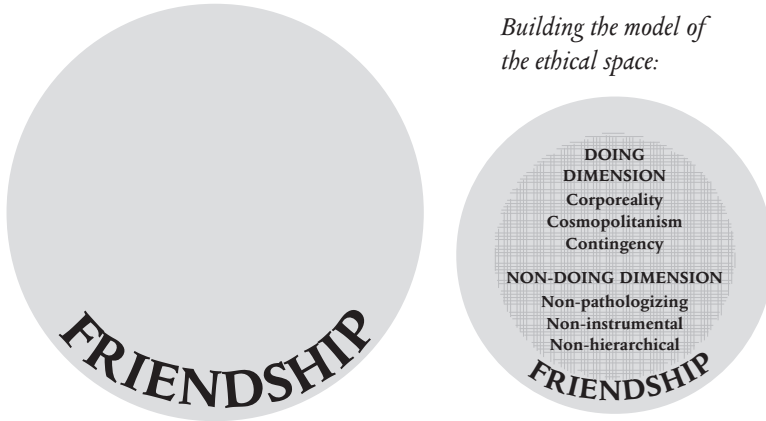 FRIENDSHIP
Building the model of
the ethical space:
DOING
DIMENSION
Corporeality
Cosmopolitanism
Contingency
NON-DOING DIMENSION
Non-pathologizing
Non-instrumental
Non-hierarchical
FRIENDSHIP